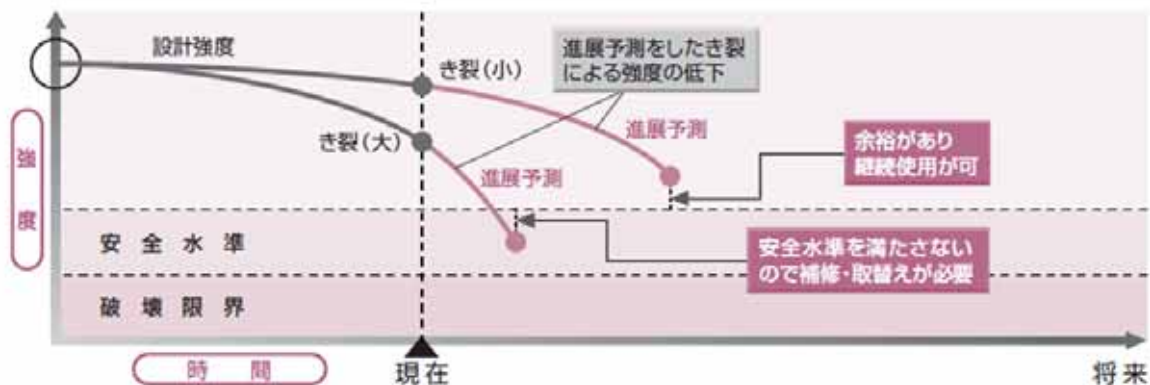 設計強度
き裂(小)
進展予測をしたき裂
による強度の低下
き裂(大)
進展予測
進展予測
余裕があり
継続使用が可
強度
安全水準
安全水準を満たさない
ので補修・取替えが必要
破壊限界
時間
現在
将来